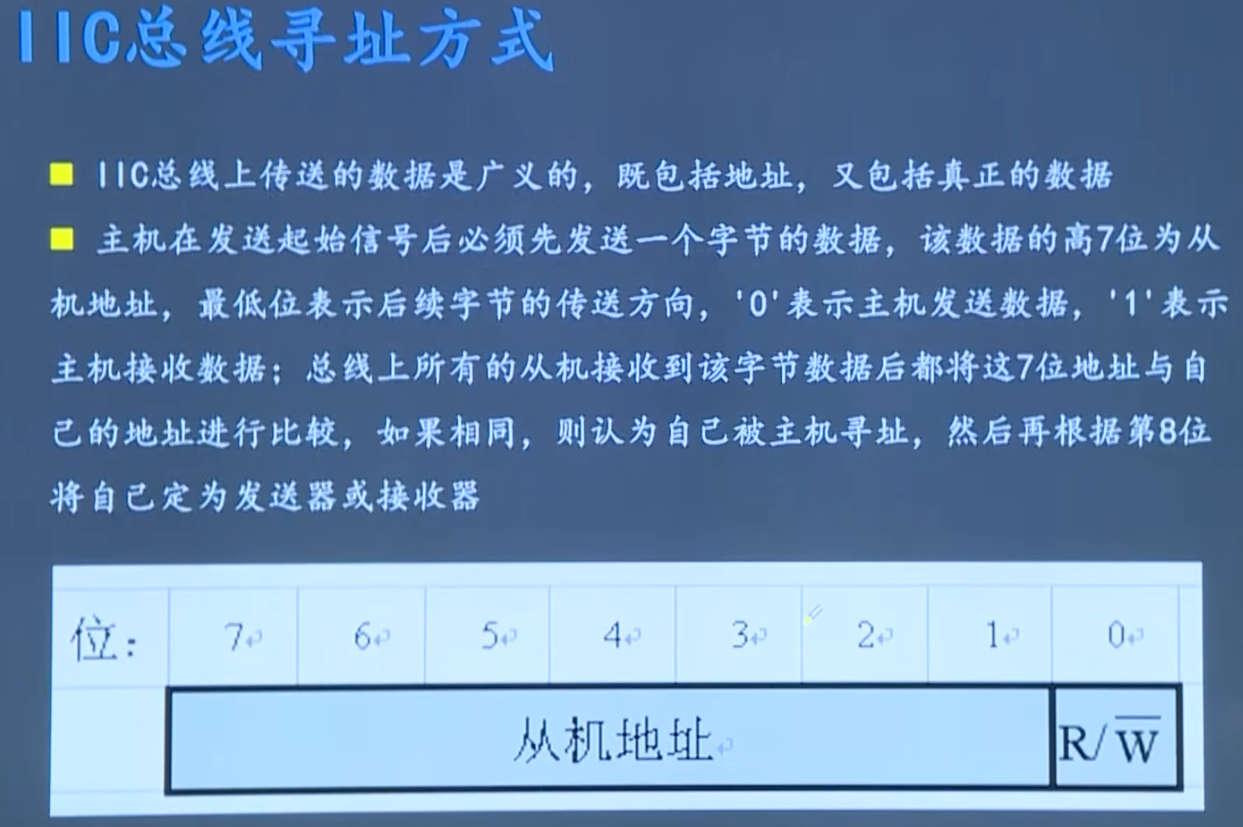 IIC总线寻址方式
IIC总线上传送的数据是广义的，既包括地址，又包括真正的数据
主机在发送起始信号后必须先发送一个字节的数据，该数据的高7位为从
机地址，最低位表示后续字节的传送方向，'0'表示主机发送数据，'1'表示
主机接收数据；总线上所有的从机接收到该字节数据后都将这7位地址与自
己的地址进行比较，如果相同，则认为自己被主机寻址，然后再根据第8位
将自己定为发送器或接收器
位： 7 6 5 4 3 2 1 0
从机地址 R/W̅